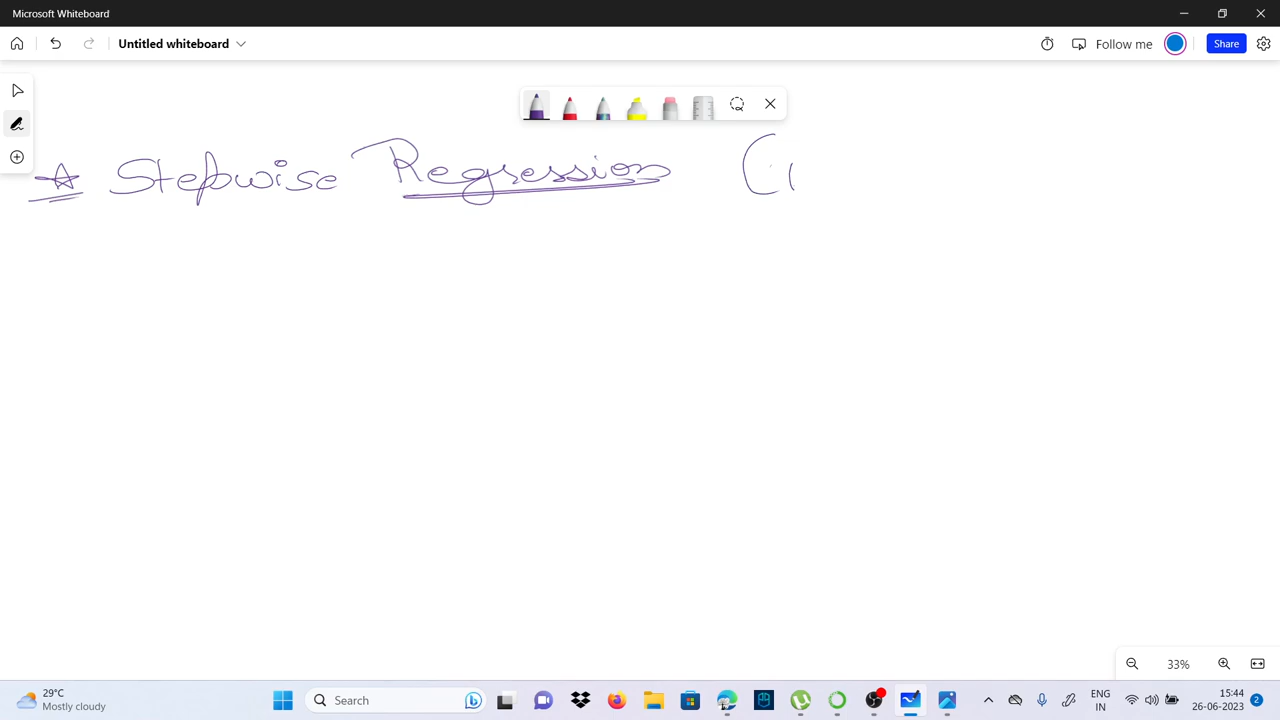 Microsoft Whiteboard
Untitled whiteboard
Follow me
Share
☆ Stepwise Regression (
33%
29°C
Mostly cloudy
Search
ENG
IN
15:44
26-06-2023
2